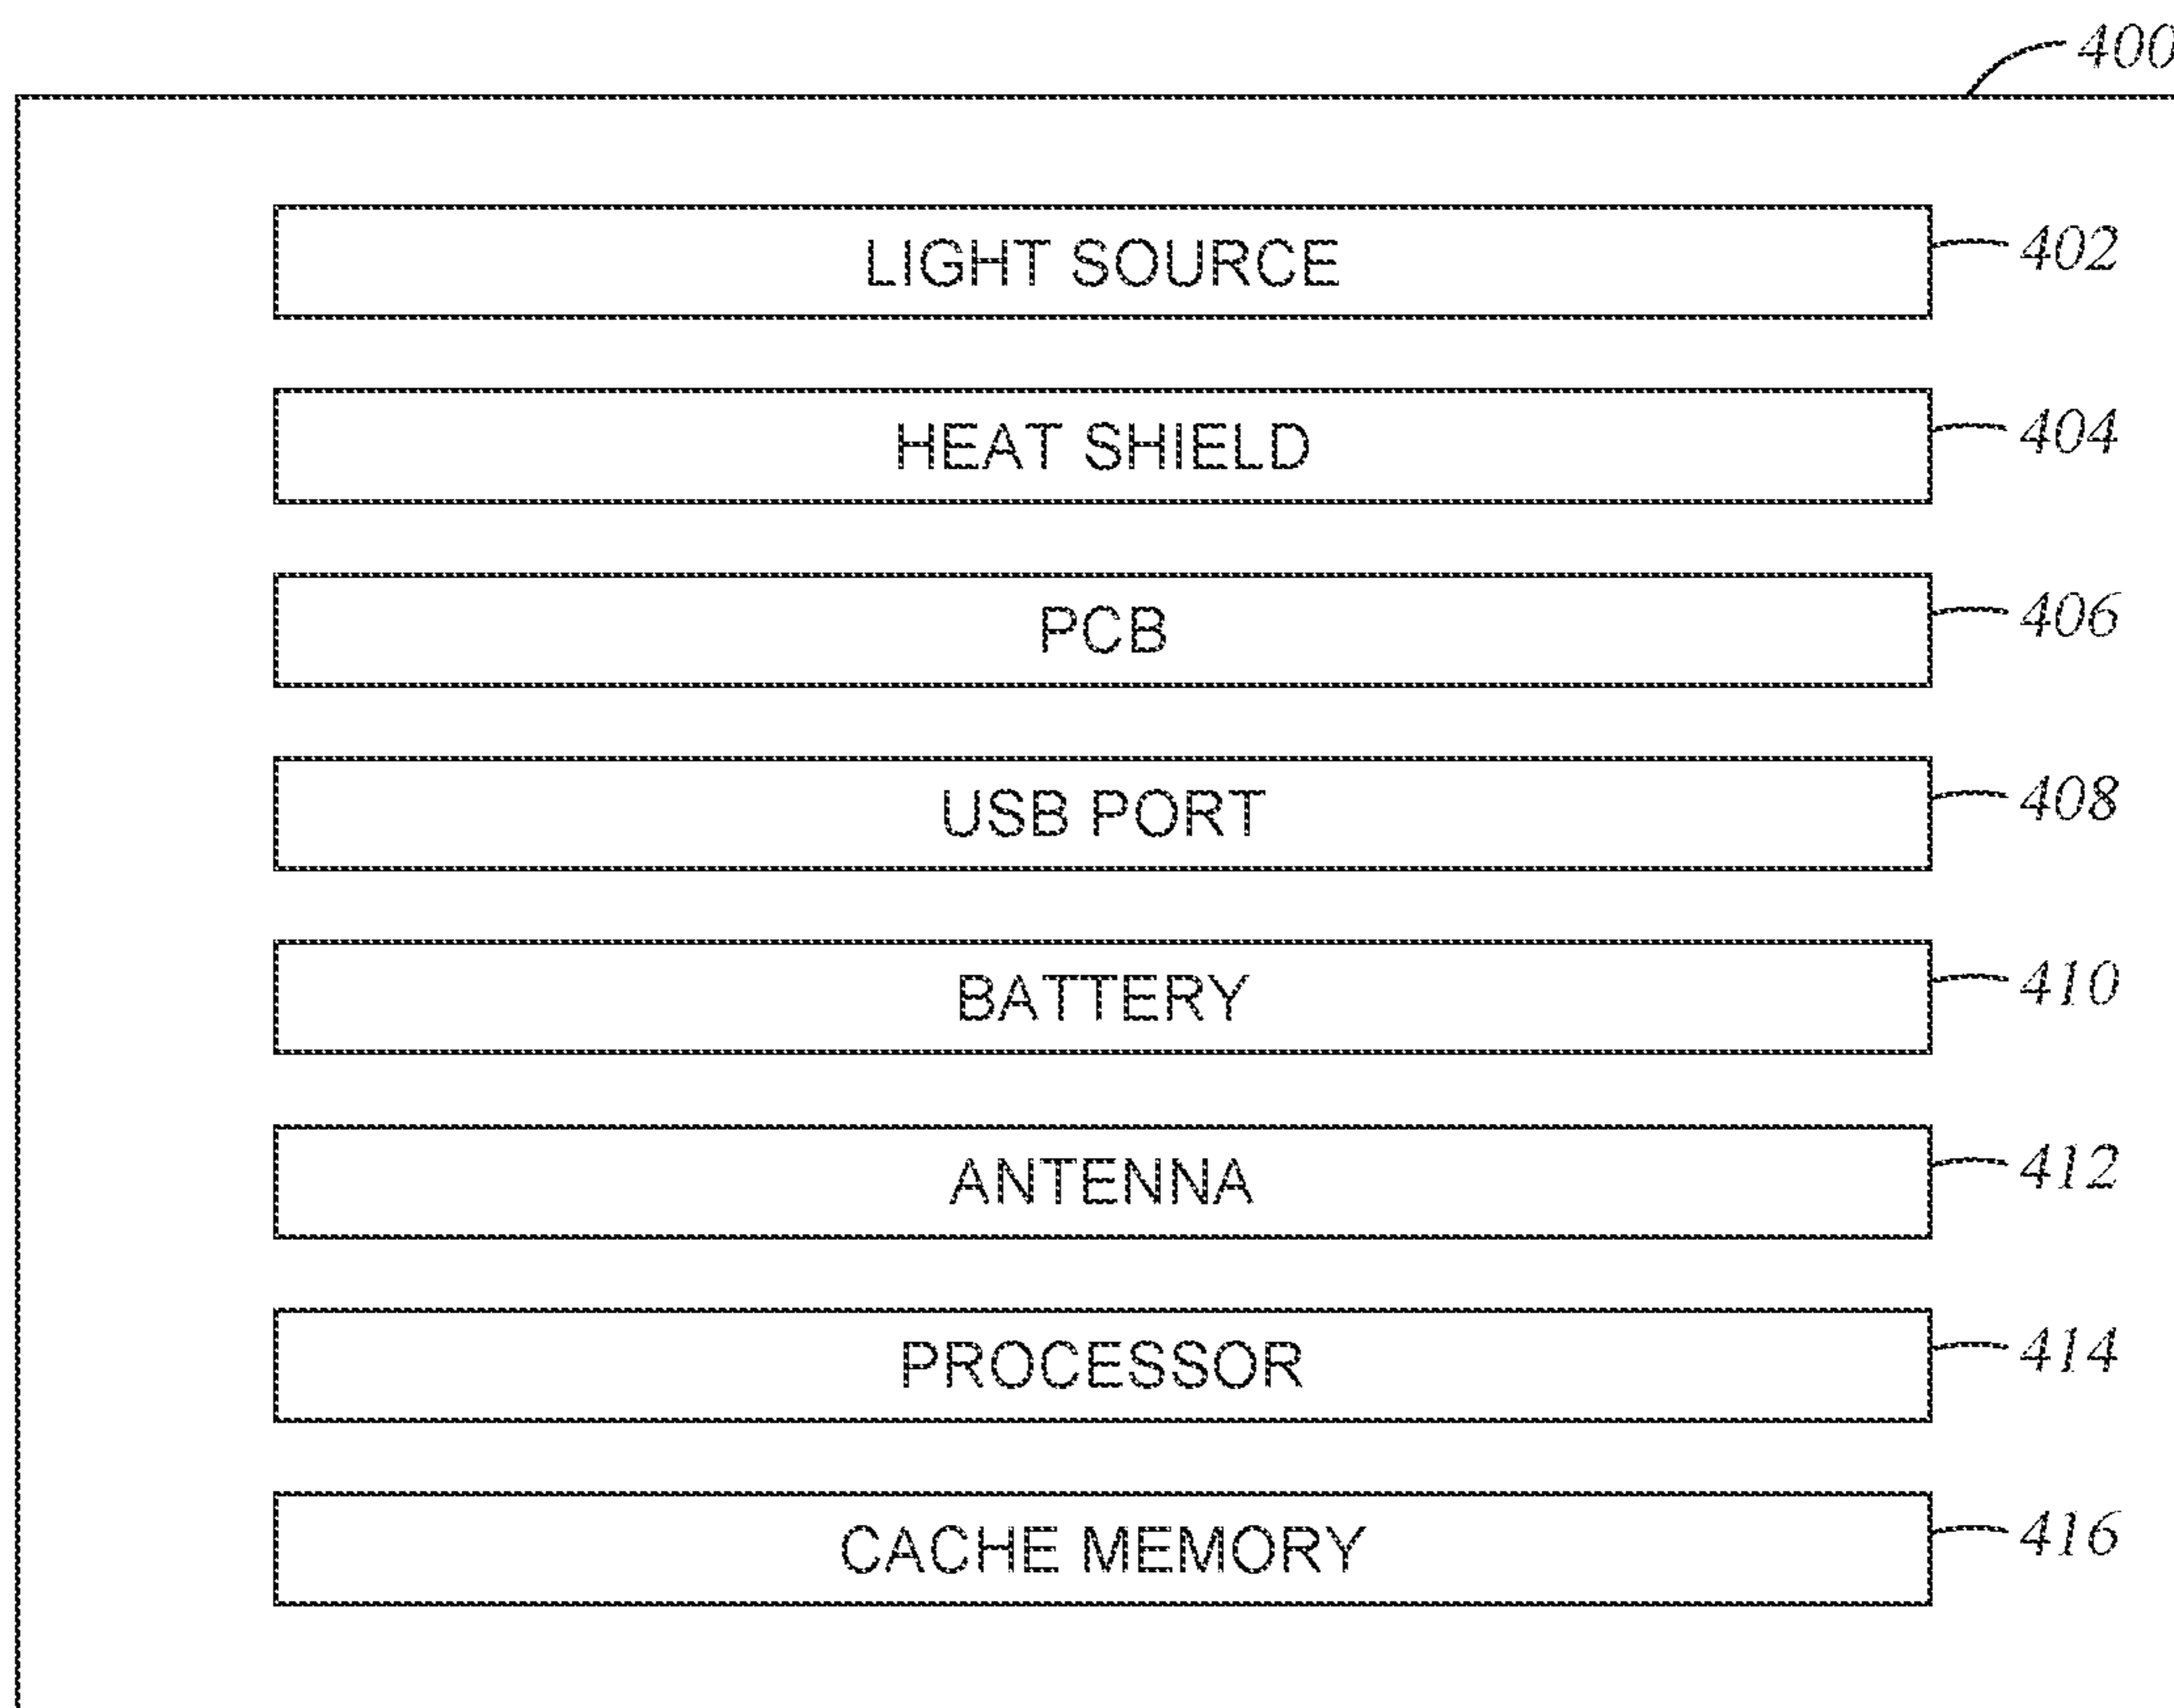 400
LIGHT SOURCE 402
HEAT SHIELD 404
PCB 406
USB PORT 408
BATTERY 410
ANTENNA 412
PROCESSOR 414
CACHE MEMORY 416